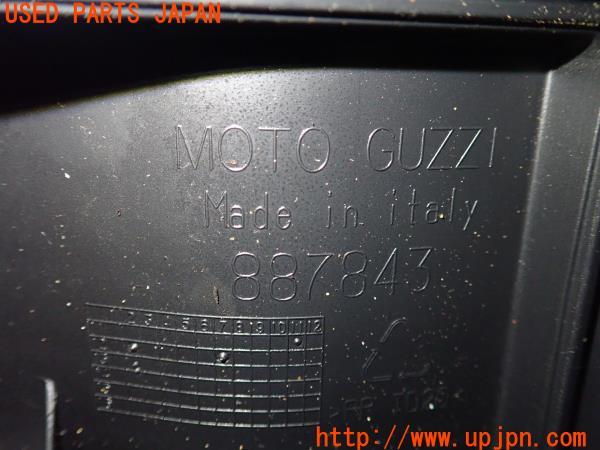 USED PARTS JAPAN
MOTO GUZZI
Made in italy
887843
1 2 3 4 5 6 7 8 9 10 11 12
2
http://www.upjpn.com/